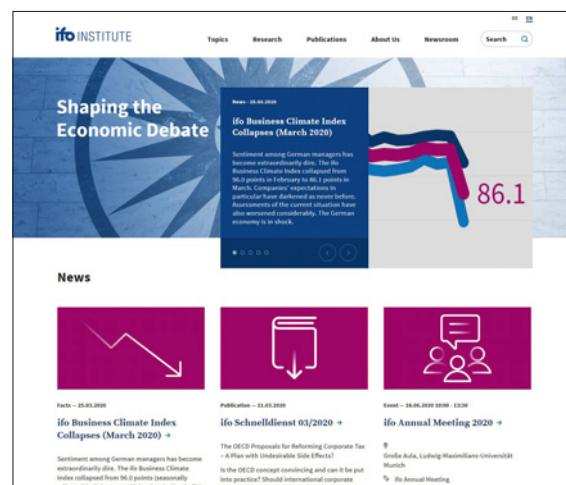 DE EN
ifo INSTITUTE
Topics Research Publications About Us Newsroom Search
Shaping the
Economic Debate
News – 25.03.2020
ifo Business Climate Index
Collapses (March 2020)
Sentiment among German managers has
become extraordinarily dire. The ifo
Business Climate Index collapsed from
96.0 points in February to 86.1 points in
March. Companies' expectations in
particular have darkened as never before.
Assessments of the current situation have
also worsened considerably. The German
economy is in shock.
86.1
News
Facts — 25.03.2020
ifo Business Climate Index
Collapses (March 2020) →
Sentiment among German managers has become
extraordinarily dire. The ifo Business Climate
Index collapsed from 96.0 points (seasonally
Publication — 11.03.2020
ifo Schnelldienst 03/2020 →
The OECD Proposals for Reforming Corporate Tax
– A Plan with Undesirable Side Effects?
Is the OECD concept convincing and can it be put
into practice? Should international corporate
Event — 18.06.2020 10:00 - 13:30
ifo Annual Meeting 2020 →
Große Aula, Ludwig-Maximilians-Universität
Munich
ifo Annual Meeting